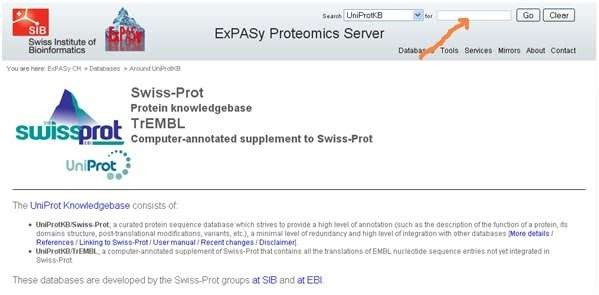 Search UniProtKB for Go Clear
SIB
Swiss Institute of
Bioinformatics
ExPASy
ExPASy Proteomics Server
Databases Tools Services Mirrors About Contact
You are here: ExPASy CH > Databases > Around UniProtKB
Swiss-Prot
Protein knowledgebase
TrEMBL
Computer-annotated supplement to Swiss-Prot
swissprot
UniProt
The UniProt Knowledgebase consists of:
UniProtKB/Swiss-Prot; a curated protein sequence database which strives to provide a high level of annotation (such as the description of the function of a protein, its
domains structure, post-translational modifications, variants, etc.), a minimal level of redundancy and high level of integration with other databases [More details /
References / Linking to Swiss-Prot / User manual / Recent changes / Disclaimer].
UniProtKB/TrEMBL; a computer-annotated supplement of Swiss-Prot that contains all the translations of EMBL nucleotide sequence entries not yet integrated in
Swiss-Prot.
These databases are developed by the Swiss-Prot groups at SIB and at EBI.